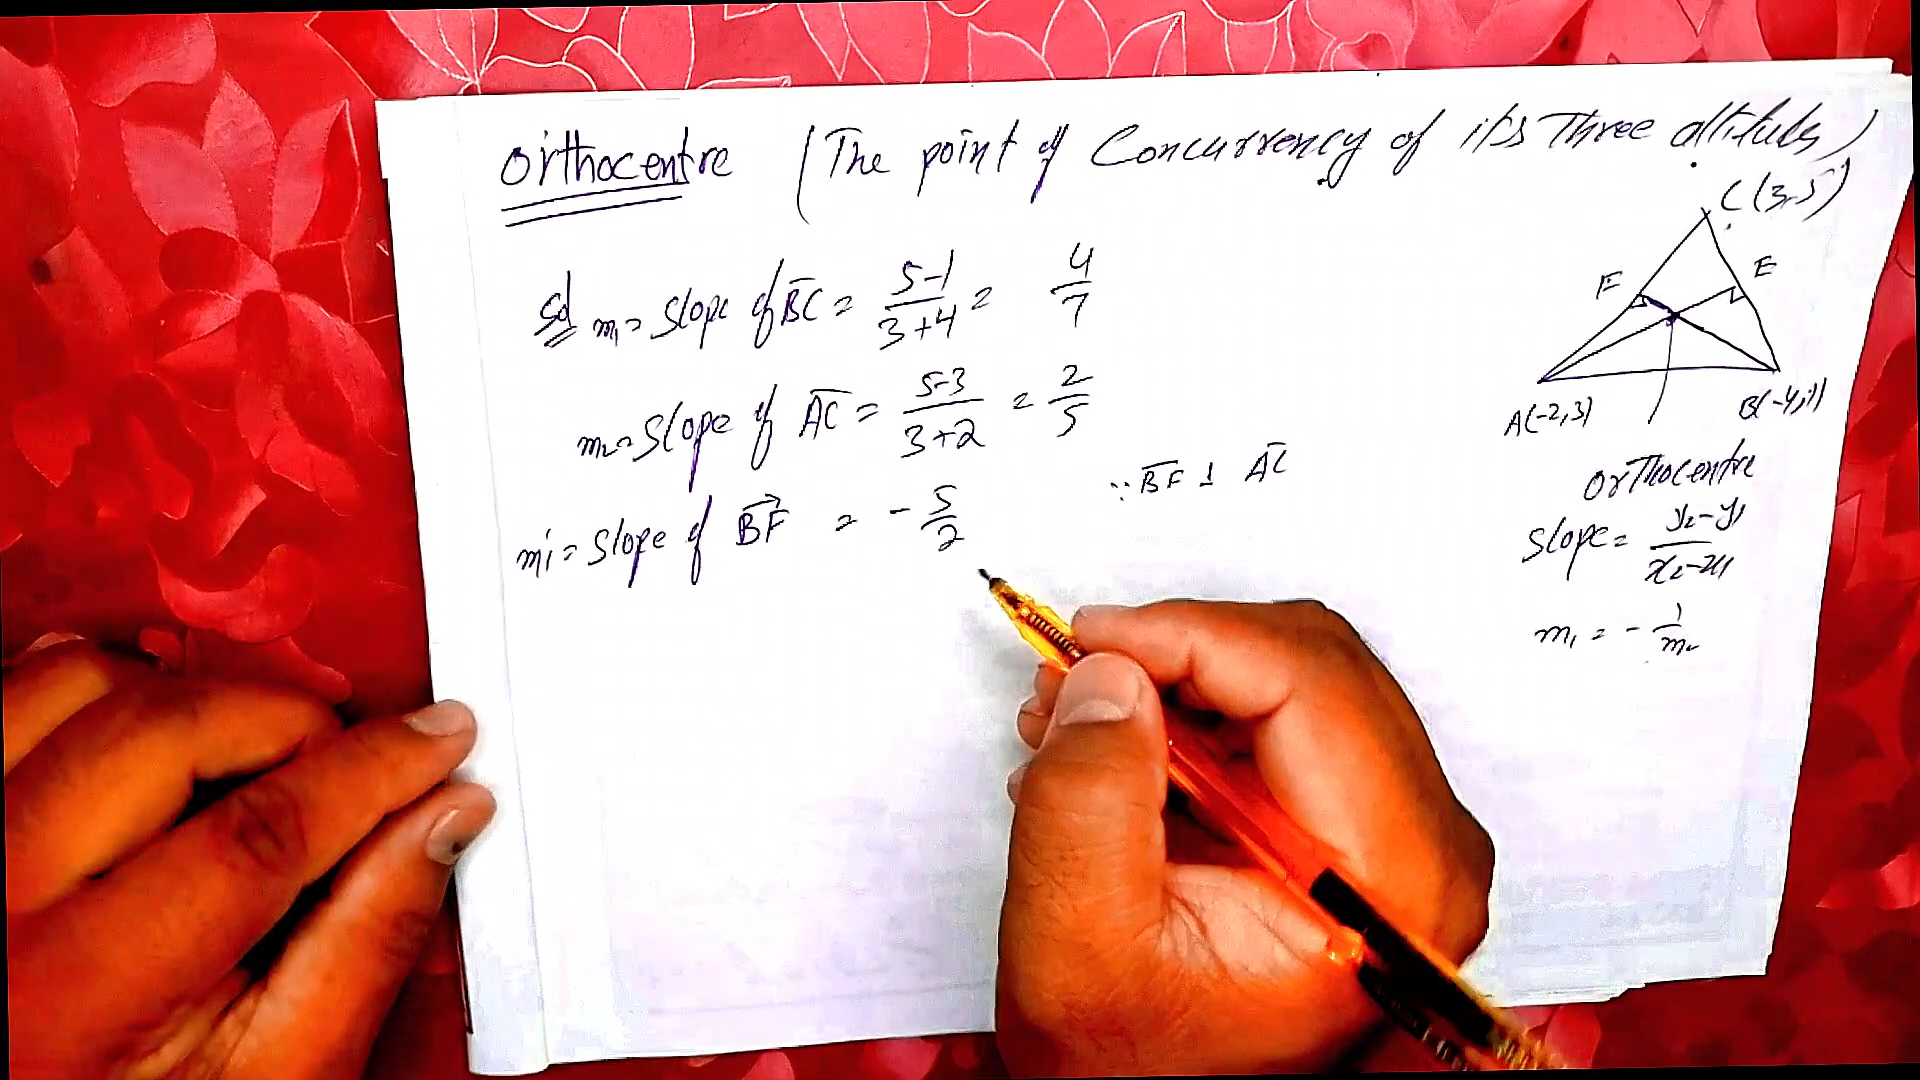 Orthocentre (The point of Concurrency of its Three altitudes)
Sol m₁ = Slope of BC = 5-1/3+4 = 4/7
m₂ = Slope of AC = 5-3/3+2 = 2/5
m₁' = Slope of BF = -5/2 ∵ BF ⊥ AC
C(3,5)
F E
A(-2,3) B(-4,1)
Orthocentre
Slope = y₂-y₁/x₂-x₁
m₁ = -1/m₂